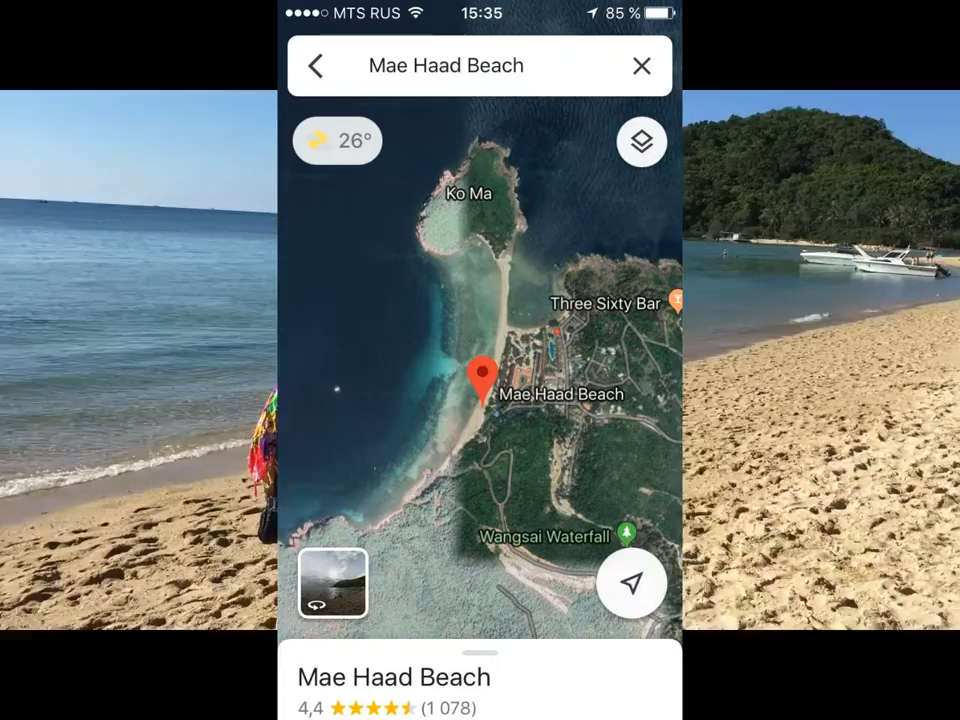 MTS RUS 15:35 85 %
Mae Haad Beach
26°
Ko Ma
Three Sixty Bar
Mae Haad Beach
Wangsai Waterfall
Mae Haad Beach
4,4 (1 078)